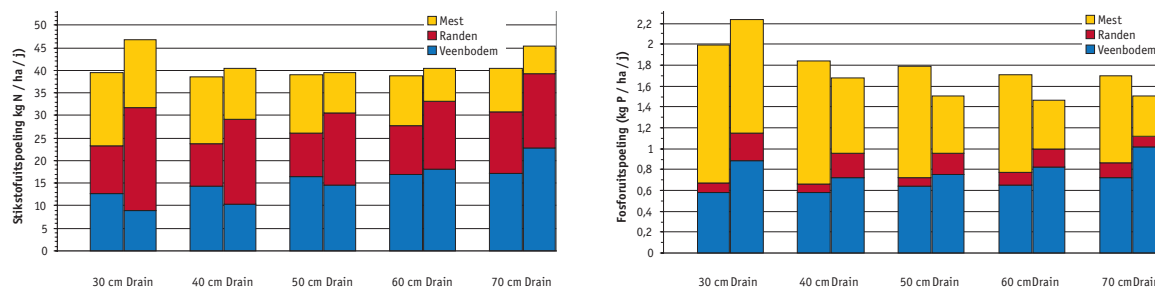 Stikstofuitspoeting kg N / ha / j)
50
45
40
35
30
25
20
15
10
5
0
Mest
Randen
Veenbodem
30 cm Drain 40 cm Drain 50 cm Drain 60 cm Drain 70 cm Drain
Fosforuitspoeting (kg P / ha / j)
2,2
2
1,8
1,6
1,4
1,2
1
0,8
0,6
0,4
0,2
0
Mest
Randen
Veenbodem
30 cm Drain 40 cm Drain 50 cm Drain 60 cm Drain 70 cm Drain